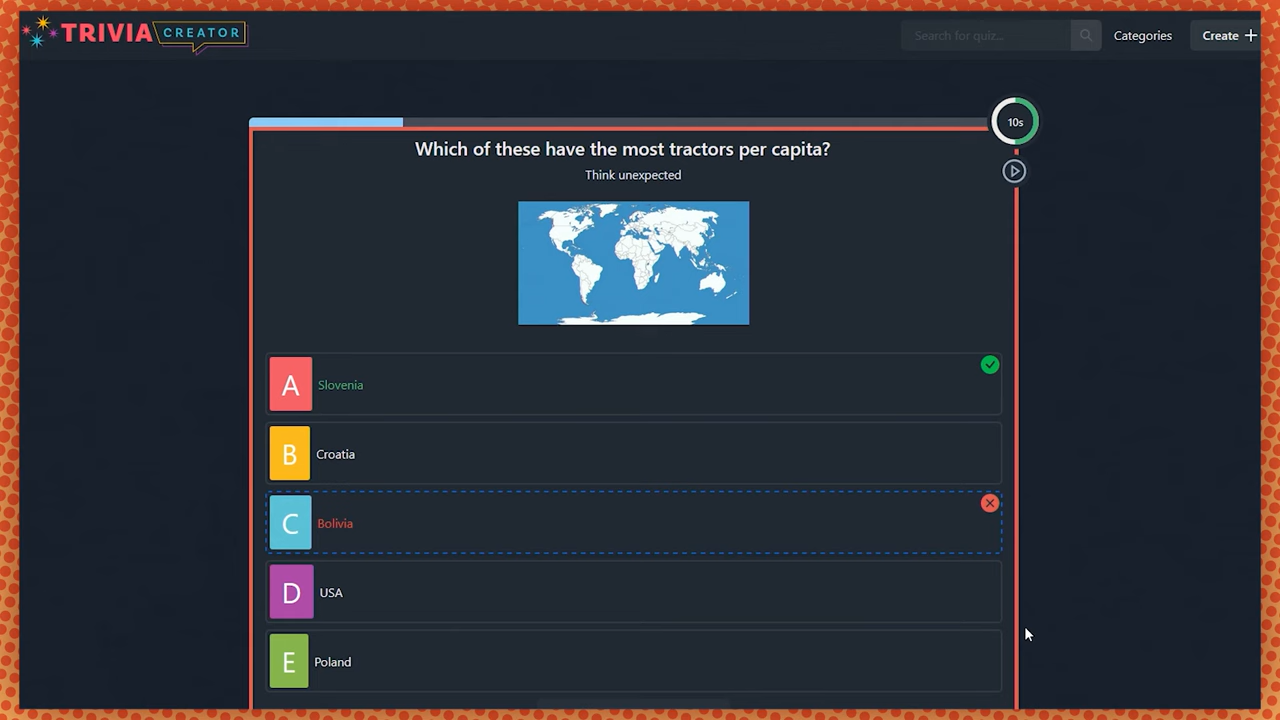 TRIVIA CREATOR
Search for quiz...
Categories
Create +
10s
Which of these have the most tractors per capita?
Think unexpected
A Slovenia
B Croatia
C Bolivia
D USA
E Poland